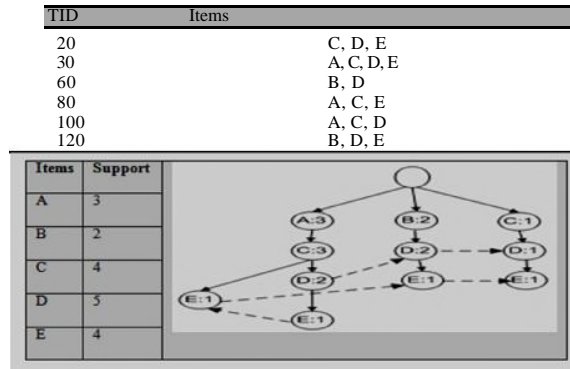 TID Items
20 C, D, E
30 A, C, D, E
60 B, D
80 A, C, E
100 A, C, D
120 B, D, E
Items Support
A 3
B 2
C 4
D 5
E 4
A:3 B:2 C:1
C:3 D:2 D:1
D:2 E:1 E:1
E:1
E:1